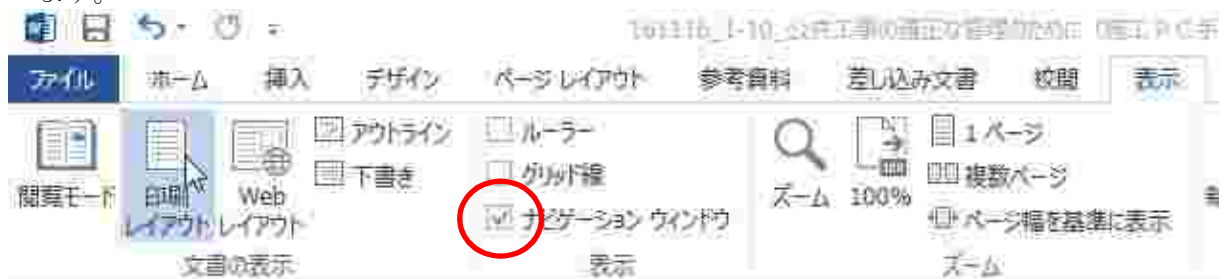 ます。
ファイル ホーム 挿入 デザイン ページ レイアウト 参考資料 差し込み文書 校閲 表示
閲覧モード
印刷
レイアウト
Web
レイアウト
アウトライン
下書き
文書の表示
ルーラー
グリッド線
ナビゲーション ウィンドウ
表示
ズーム
100%
1 ページ
複数ページ
ページ幅を基準に表示
ズーム